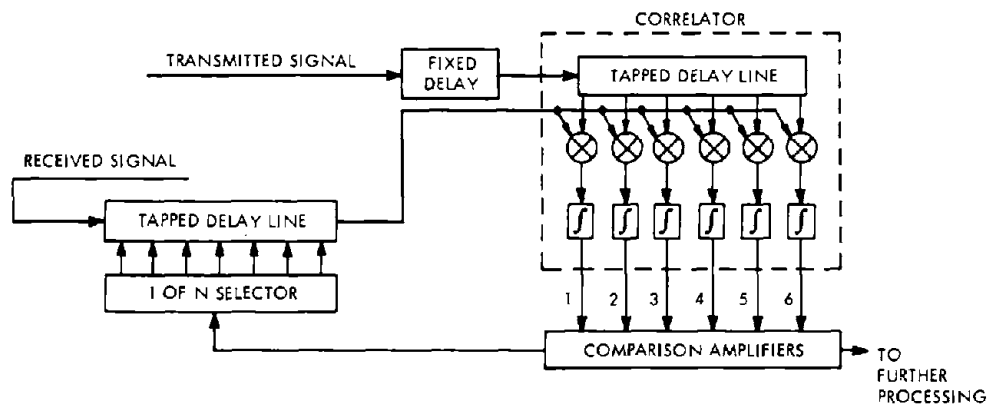 CORRELATOR
TRANSMITTED SIGNAL
FIXED
DELAY
TAPPED DELAY LINE
RECEIVED SIGNAL
TAPPED DELAY LINE
∫ ∫ ∫ ∫ ∫ ∫
1 OF N SELECTOR
1 2 3 4 5 6
COMPARISON AMPLIFIERS
TO
FURTHER
PROCESSING